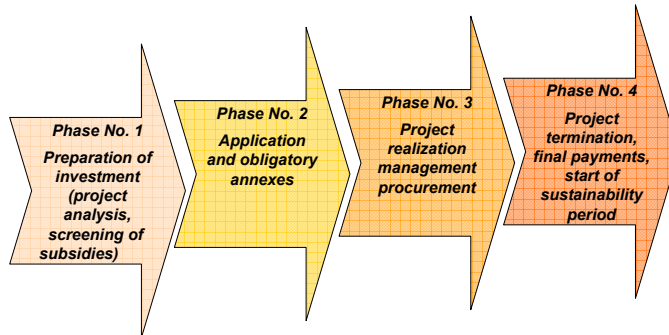 Phase No. 1
Preparation of
investment
(project
analysis,
screening of
subsidies)
Phase No. 2
Application
and obligatory
annexes
Phase No. 3
Project
realization
management
procurement
Phase No. 4
Project
termination,
final payments,
start of
sustainability
period